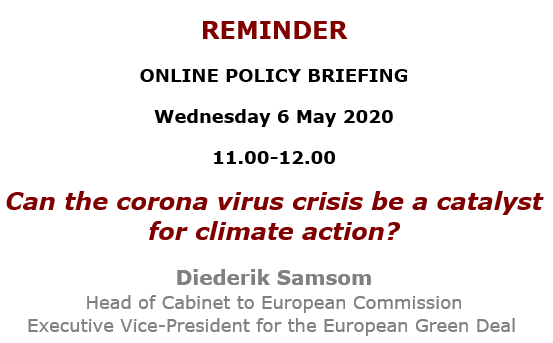 REMINDER
ONLINE POLICY BRIEFING
Wednesday 6 May 2020
11.00-12.00
Can the corona virus crisis be a catalyst
for climate action?
Diederik Samsom
Head of Cabinet to European Commission
Executive Vice-President for the European Green Deal